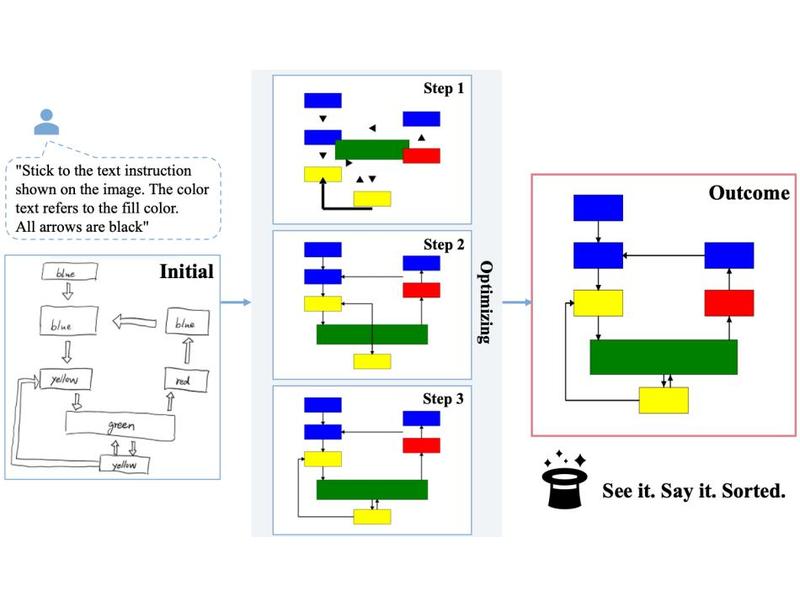 "Stick to the text instruction
shown on the image. The color
text refers to the fill color.
All arrows are black"
Initial
blue
blue
blue
yellow
red
green
yellow
Step 1
Step 2
Step 3
Optimizing
Outcome
See it. Say it. Sorted.